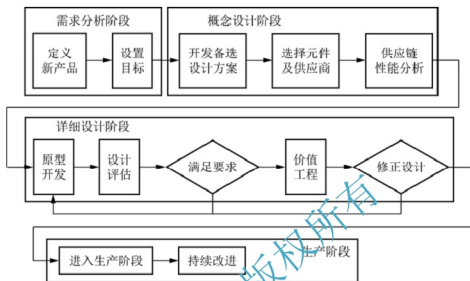 需求分析阶段
概念设计阶段
定义
新产品
设置
目标
开发备选
设计方案
选择元件
及供应商
供应链
性能分析
详细设计阶段
原型
开发
设计
评估
满足要求
价值
工程
修正设计
生产阶段
进入生产阶段
持续改进
版权所有